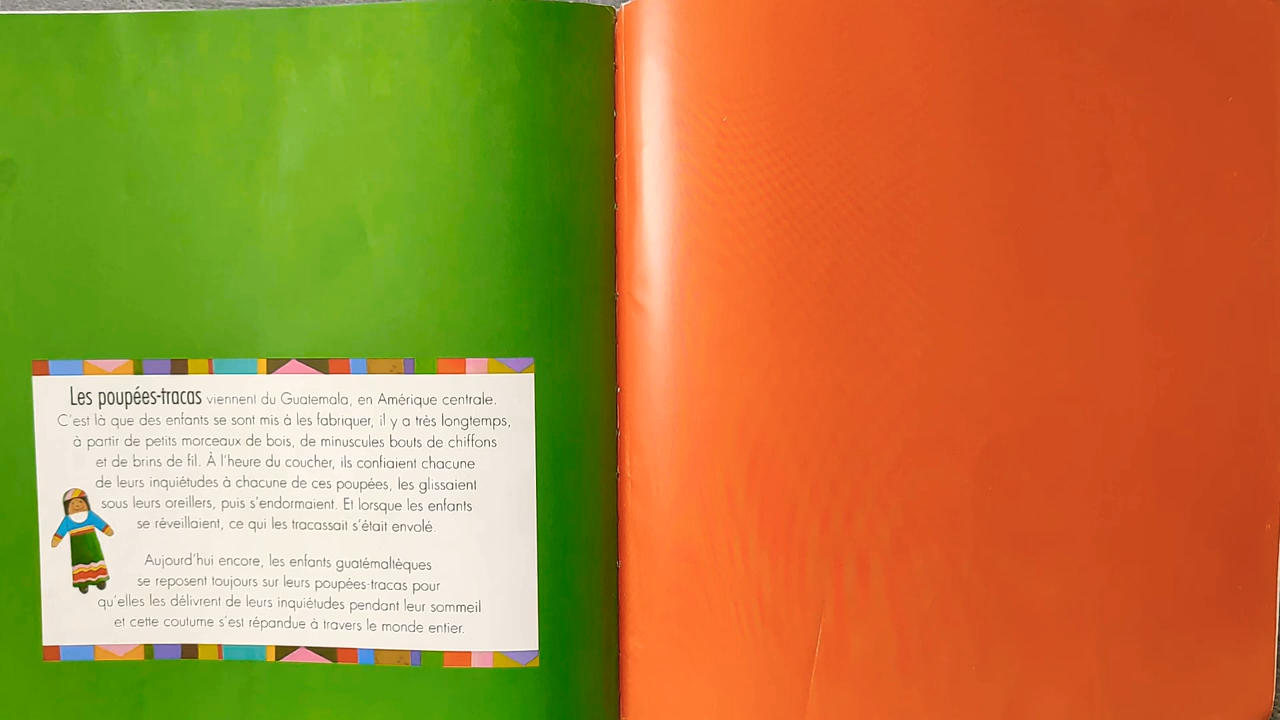 Les poupées-tracas viennent du Guatemala, en Amérique centrale.
C'est là que des enfants se sont mis à les fabriquer, il y a très longtemps,
à partir de petits morceaux de bois, de minuscules bouts de chiffons
et de brins de fil. À l'heure du coucher, ils confiaient chacune
de leurs inquiétudes à chacune de ces poupées, les glissaient
sous leurs oreillers, puis s'endormaient. Et lorsque les enfants
se réveillaient, ce qui les tracassait s'était envolé.
Aujourd'hui encore, les enfants guatémaltèques
se reposent toujours sur leurs poupées-tracas pour
qu'elles les délivrent de leurs inquiétudes pendant leur sommeil
et cette coutume s'est répandue à travers le monde entier.